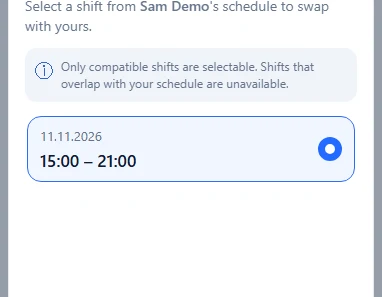 Select a shift from Sam Demo's schedule to swap
with yours.
Only compatible shifts are selectable. Shifts that
overlap with your schedule are unavailable.
11.11.2026
15:00 – 21:00